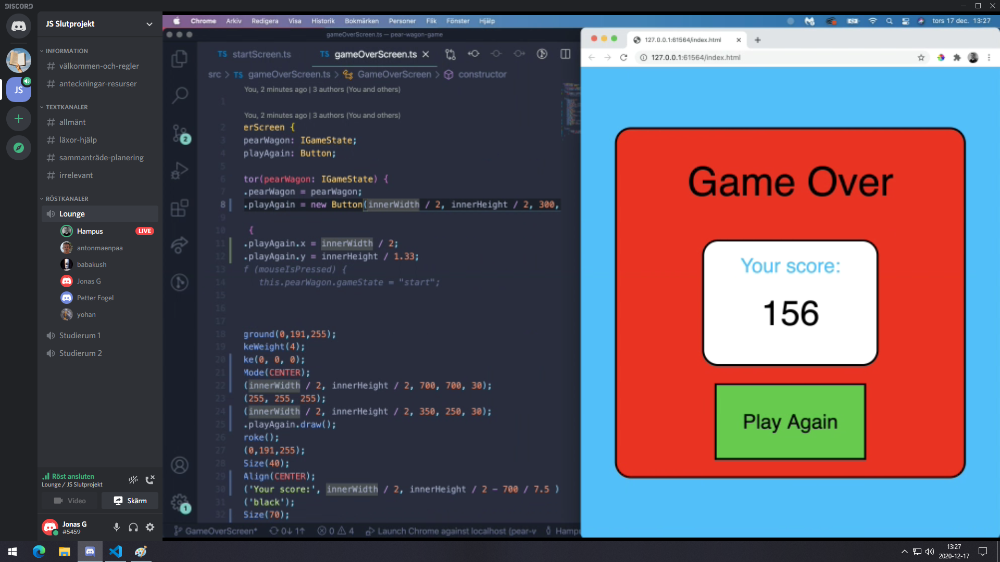 DISCORD
JS Slutprojekt
INFORMATION
välkommen-och-regler
anteckningar-resurser
JS
TEXTKANALER
allmänt
läxor-hjälp
sammanträde-planering
irrelevant
RÖSTKANALER
Lounge
Hampus LIVE
antonmaenpaa
babakush
Jonas G
Petter Fogel
yohan
Studierum 1
Studierum 2
Röst ansluten
Lounge / JS Slutprojekt
Video Skärm
Jonas G
#5459
Chrome Arkiv Redigera Visa Historik Bokmärken Personer Flik Fönster Hjälp tors 17 dec. 13:27
gameOverScreen.ts — pear-wagon-game
TS startScreen.ts TS gameOverScreen.ts
src > TS gameOverScreen.ts > GameOverScreen > constructor
You, 2 minutes ago | 3 authors (You and others)
1
You, 2 minutes ago | 3 authors (You and others)
2 erScreen {
3 pearWagon: IGameState;
4 playAgain: Button;
5
6 tor(pearWagon: IGameState) {
7 .pearWagon = pearWagon;
8 .playAgain = new Button(innerWidth / 2, innerHeight / 2, 300,
9
10 {
11 .playAgain.x = innerWidth / 2;
12 .playAgain.y = innerHeight / 1.33;
13 f (mouseIsPressed) {
14 this.pearWagon.gameState = "start";
15
16
17
18 ground(0,191,255);
19 keWeight(4);
20 ke(0, 0, 0);
21 Mode(CENTER);
22 (innerWidth / 2, innerHeight / 2, 700, 700, 30);
23 (255, 255, 255);
24 (innerWidth / 2, innerHeight / 2, 350, 250, 30);
25 .playAgain.draw();
26 roke();
27 (0,191,255);
28 Size(40);
29 Align(CENTER);
30 ('Your score:', innerWidth / 2, innerHeight / 2 - 700 / 7.5 )
31 ('black');
32 Size(70);
2
1
GameOverScreen* 0↓ 1↑ 0 4 Launch Chrome against localhost (pear-w Hampu
127.0.0.1:61564/index.html
127.0.0.1:61564/index.html
Game Over
Your score:
156
Play Again
13:27
2020-12-17